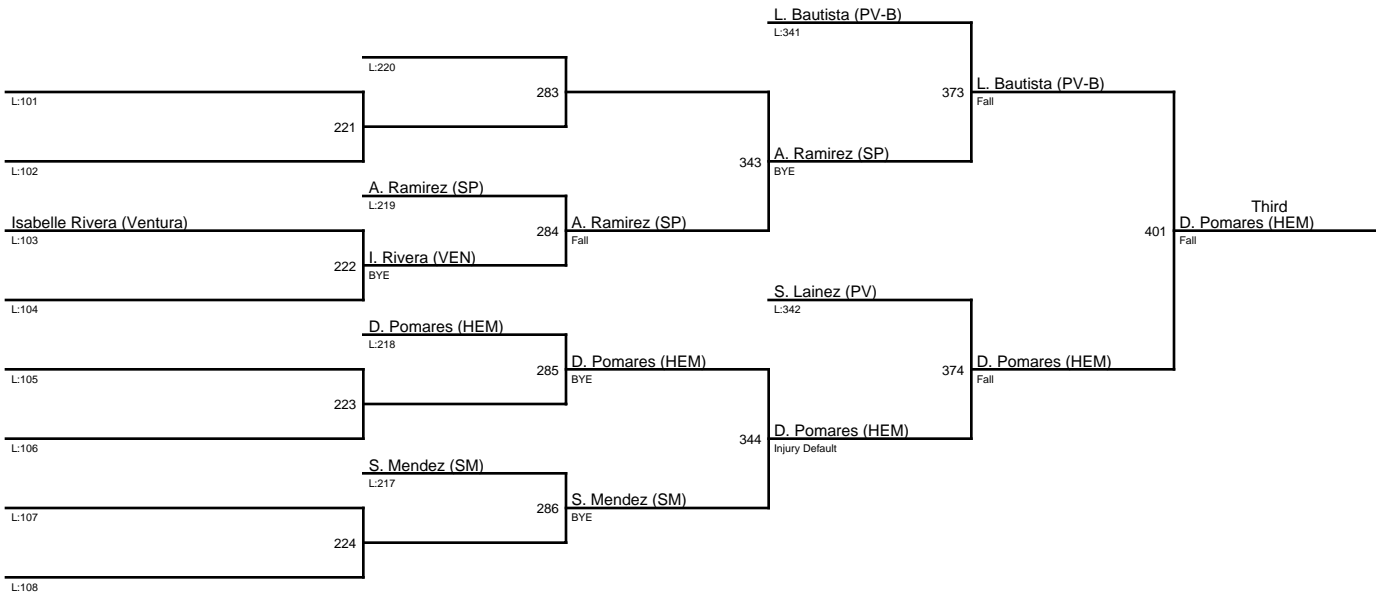 L. Bautista (PV-B)
L:341
L:220
L:101
283
373
L. Bautista (PV-B)
Fall
221
L:102
343
A. Ramirez (SP)
BYE
A. Ramirez (SP)
L:219
Isabelle Rivera (Ventura)
L:103
284
A. Ramirez (SP)
Fall
Third
401
D. Pomares (HEM)
Fall
222
I. Rivera (VEN)
BYE
L:104
S. Lainez (PV)
L:342
D. Pomares (HEM)
L:218
L:105
285
D. Pomares (HEM)
BYE
374
D. Pomares (HEM)
Fall
223
L:106
344
D. Pomares (HEM)
Injury Default
S. Mendez (SM)
L:217
L:107
286
S. Mendez (SM)
BYE
224
L:108